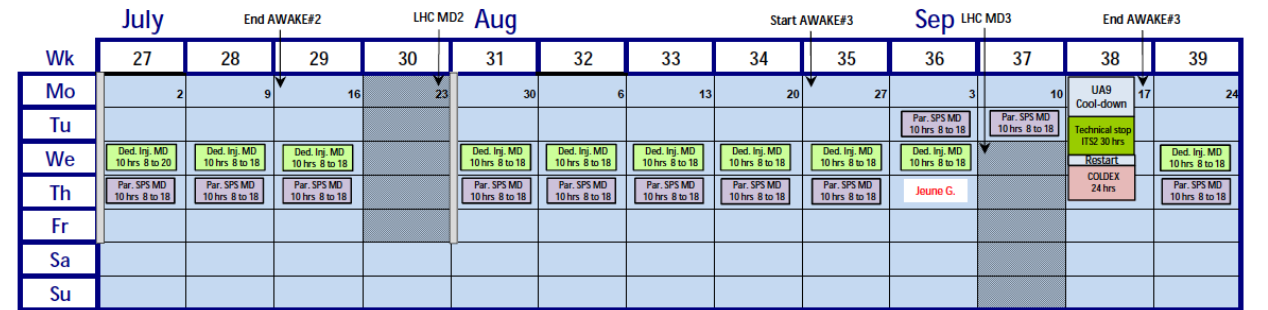 July End AWAKE#2 LHC MD2 Aug Start AWAKE#3 Sep LHC MD3 End AWAKE#3
Wk 27 28 29 30 31 32 33 34 35 36 37 38 39
Mo 2 9 16 23 30 6 13 20 27 3 10 UA9 17 24
Cool-down
Tu Par. SPS MD Par. SPS MD Technical stop
10 hrs 8 to 18 10 hrs 8 to 18 ITS2 30 hrs
We Ded. Inj. MD Ded. Inj. MD Ded. Inj. MD Ded. Inj. MD Ded. Inj. MD Ded. Inj. MD Ded. Inj. MD Ded. Inj. MD Ded. Inj. MD Ded. Inj. MD
10 hrs 8 to 20 10 hrs 8 to 18 10 hrs 8 to 18 10 hrs 8 to 18 10 hrs 8 to 18 10 hrs 8 to 18 10 hrs 8 to 18 10 hrs 8 to 18 10 hrs 8 to 18 10 hrs 8 to 18
Restart
Th Par. SPS MD Par. SPS MD Par. SPS MD Par. SPS MD Par. SPS MD Par. SPS MD Par. SPS MD Par. SPS MD Jeune G. COLDEX Par. SPS MD
10 hrs 8 to 18 10 hrs 8 to 18 10 hrs 8 to 18 10 hrs 8 to 18 10 hrs 8 to 18 10 hrs 8 to 18 10 hrs 8 to 18 10 hrs 8 to 18 24 hrs 10 hrs 8 to 18
Fr
Sa
Su